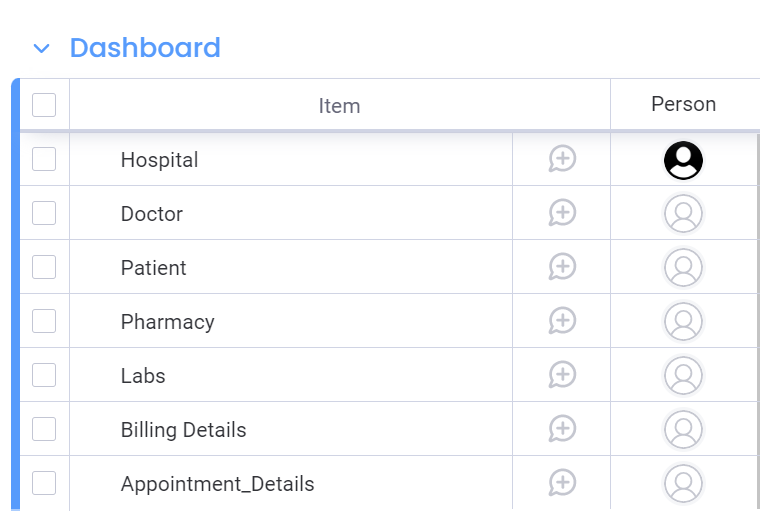 Dashboard
Item Person
Hospital
Doctor
Patient
Pharmacy
Labs
Billing Details
Appointment_Details